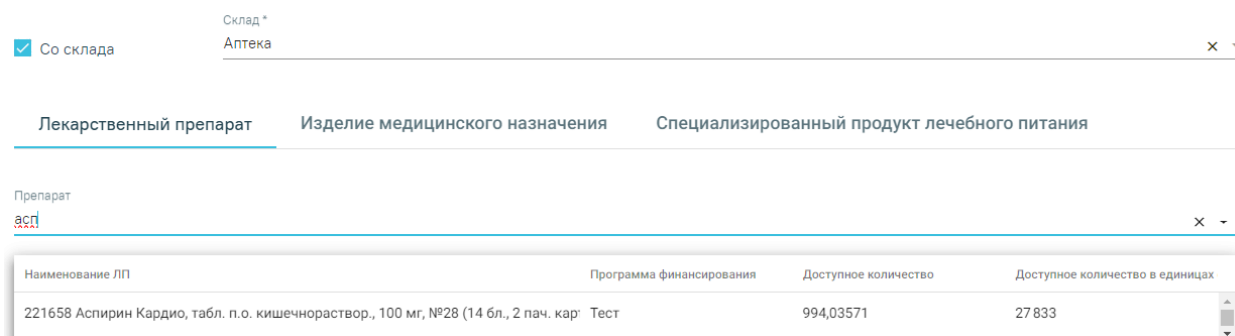 Склад *
Со склада
Аптека
Лекарственный препарат Изделие медицинского назначения Специализированный продукт лечебного питания
Препарат
асп
Наименование ЛП Программа финансирования Доступное количество Доступное количество в единицах
221658 Аспирин Кардио, табл. п.о. кишечнораствор., 100 мг, №28 (14 бл., 2 пач. кар Тест 994,03571 27 833